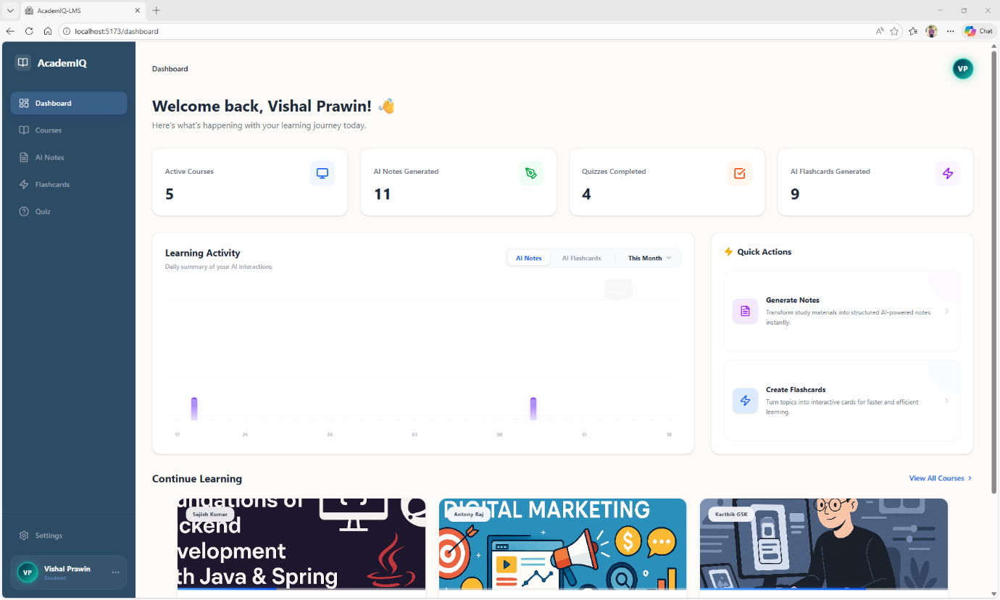 AcademIQ-LMS
localhost:5173/dashboard
Chat
AcademIQ
Dashboard
Courses
AI Notes
Flashcards
Quiz
Settings
VP
Vishal Prawin
Student
Dashboard
VP
Welcome back, Vishal Prawin! 👋
Here's what's happening with your learning journey today.
Active Courses
5
AI Notes Generated
11
Quizzes Completed
4
AI Flashcards Generated
9
Learning Activity
Daily summary of your AI interactions
AI Notes
AI Flashcards
This Month
17 21 26 03 08 13 18
Quick Actions
Generate Notes
Transform study materials into structured AI-powered notes
instantly.
Create Flashcards
Turn topics into interactive cards for faster and efficient
learning.
Continue Learning
View All Courses
Sajish Kumar
Antony Raj
DIGITAL MARKETING
Karthik GSK
th Java & Spring